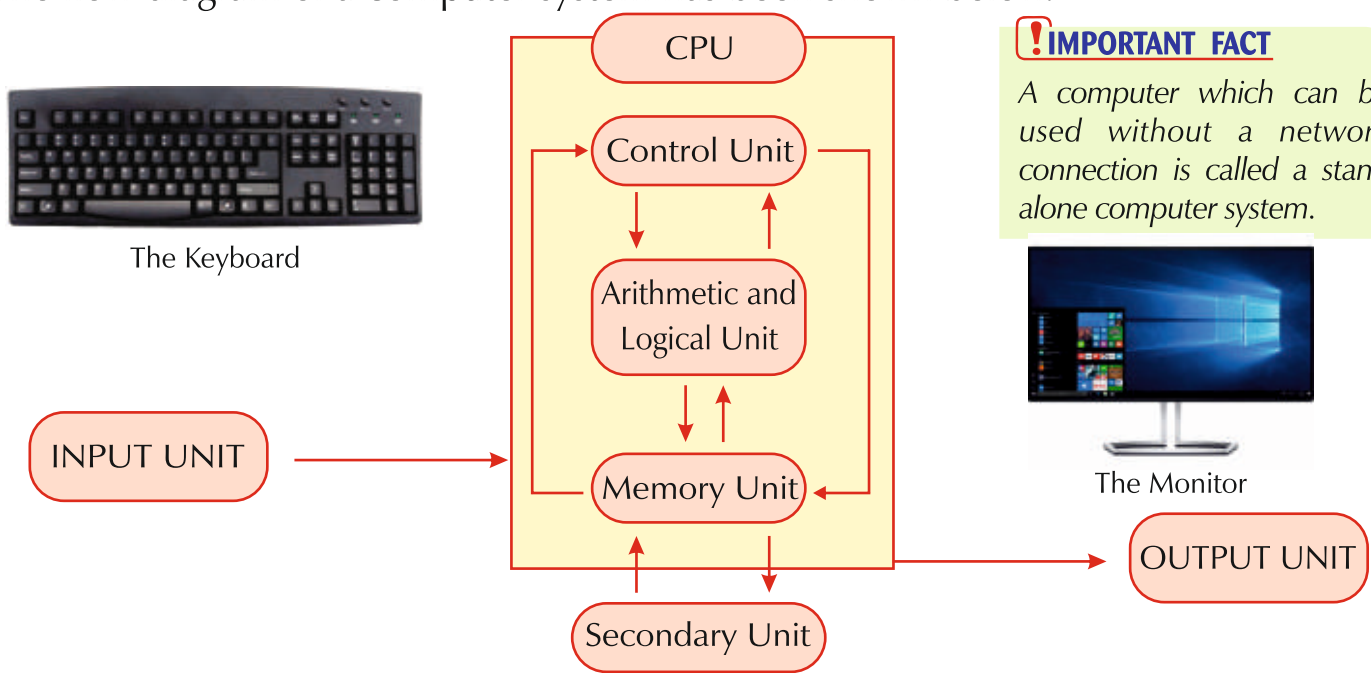 CPU
IMPORTANT FACT
A computer which can b
used without a networ
connection is called a stan
alone computer system.
Control Unit
The Keyboard
Arithmetic and
Logical Unit
INPUT UNIT
Memory Unit
The Monitor
OUTPUT UNIT
Secondary Unit